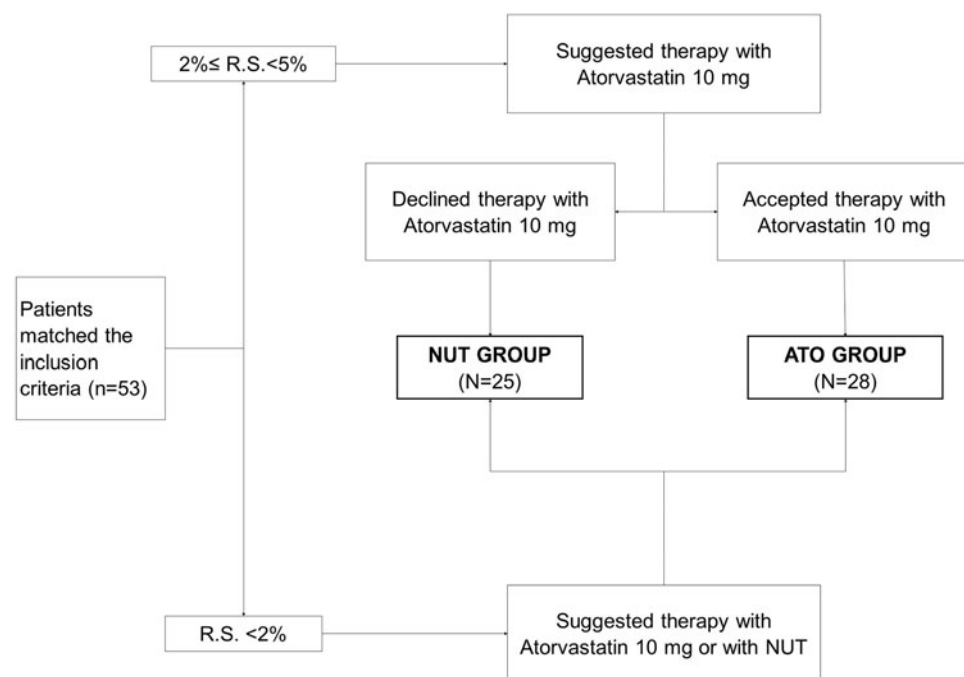 2%≤ R.S.<5%
Suggested therapy with
Atorvastatin 10 mg
Declined therapy with
Atorvastatin 10 mg
Accepted therapy with
Atorvastatin 10 mg
Patients
matched the
inclusion
criteria (n=53)
NUT GROUP
(N=25)
ATO GROUP
(N=28)
R.S. <2%
Suggested therapy with
Atorvastatin 10 mg or with NUT